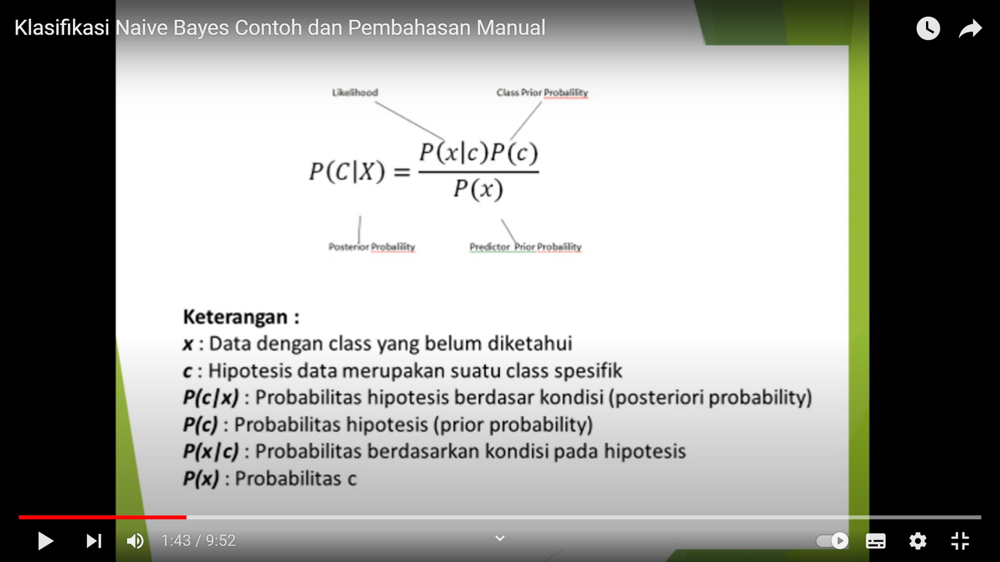 Klasifikasi Naive Bayes Contoh dan Pembahasan Manual
Likelihood
Class Prior Probalility
P(C|X) = P(x|c)P(c) / P(x)
Posterior Probalility
Predictor Prior Probalility
Keterangan :
x : Data dengan class yang belum diketahui
c : Hipotesis data merupakan suatu class spesifik
P(c|x) : Probabilitas hipotesis berdasar kondisi (posteriori probability)
P(c) : Probabilitas hipotesis (prior probability)
P(x|c) : Probabilitas berdasarkan kondisi pada hipotesis
P(x) : Probabilitas c
1:43 / 9:52